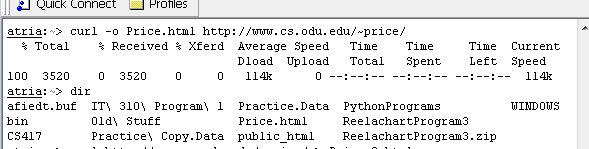 Quick Connect Profiles
atria:~> curl -o Price.html http://www.cs.odu.edu/~price/
% Total % Received % Xferd Average Speed Time Time Time Current
Dload Upload Total Spent Left Speed
100 3520 0 3520 0 0 114k 0 --:--:-- --:--:-- --:--:-- 114k
atria:~> dir
afiedt.buf IT\ 310\ Program\ 1 Practice.Data PythonPrograms WINDOWS
bin Old\ Stuff Price.html ReelachartProgram3
CS417 Practice\ Copy.Data public_html ReelachartProgram3.zip